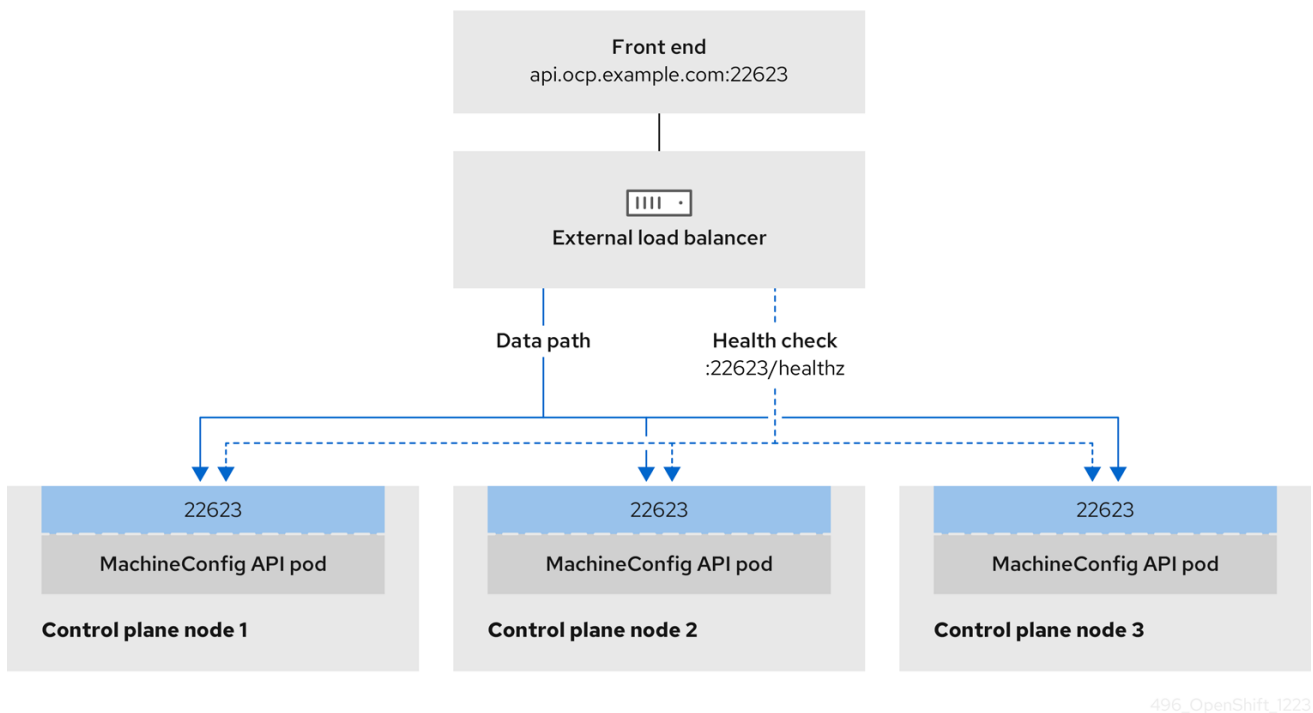 Front end
api.ocp.example.com:22623
External load balancer
Data path
Health check
:22623/healthz
22623
22623
22623
MachineConfig API pod
MachineConfig API pod
MachineConfig API pod
Control plane node 1
Control plane node 2
Control plane node 3
496_OpenShift_1223